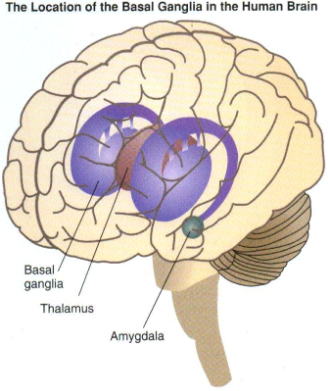 The Location of the Basal Ganglia in the Human Brain
Basal
ganglia
Thalamus
Amygdala